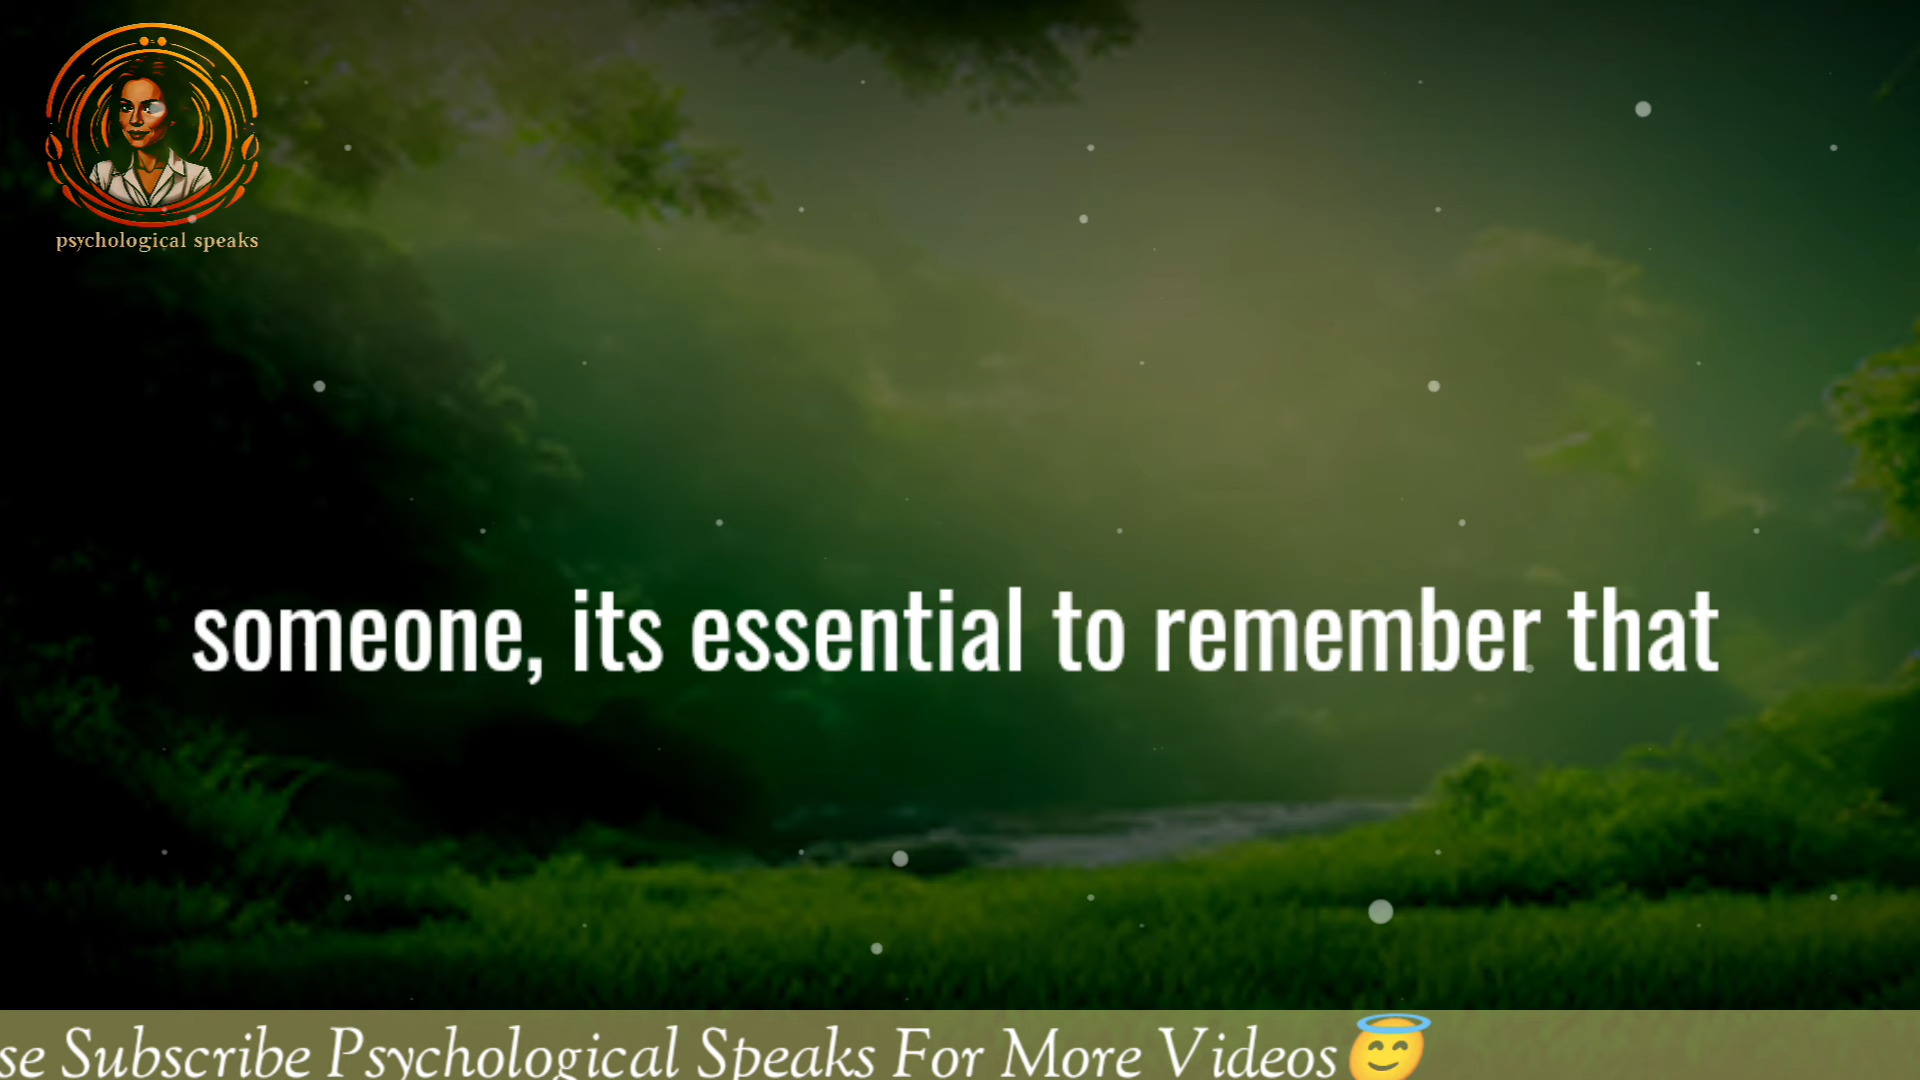 psychological speaks
someone, its essential to remember that
se Subscribe Psychological Speaks For More Videos😇